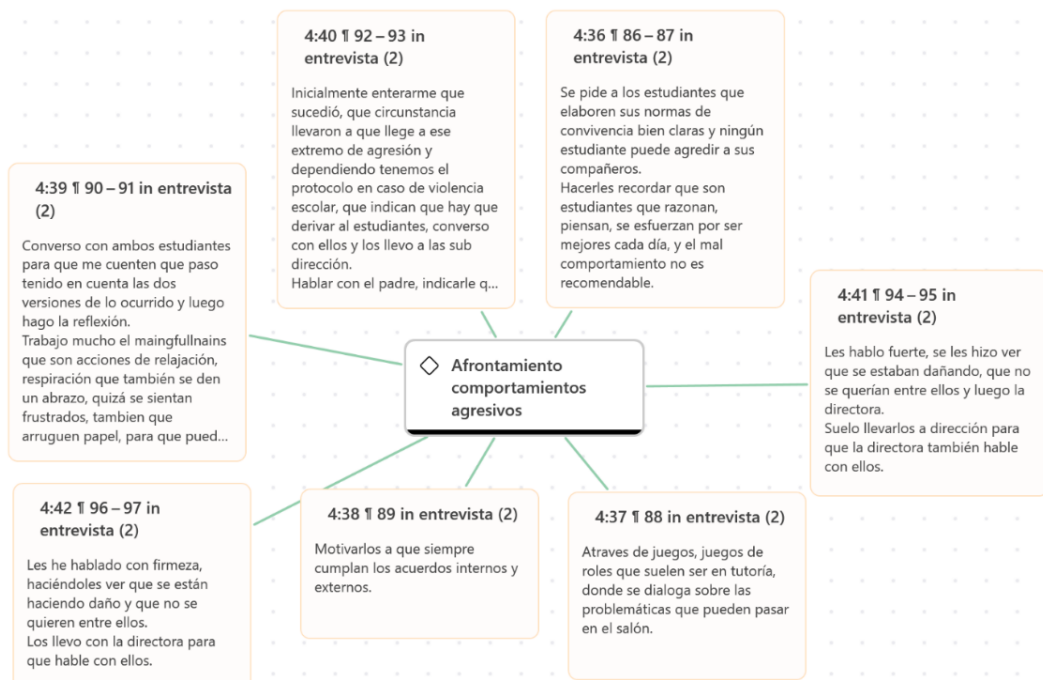 4:40 ¶ 92 – 93 in
entrevista (2)
Inicialmente enterarme que
sucedió, que circunstancia
llevaron a que llege a ese
extremo de agresión y
dependiendo tenemos el
protocolo en caso de violencia
escolar, que indican que hay que
derivar al estudiantes, converso
con ellos y los llevo a las sub
dirección.
Hablar con el padre, indicarle q...
4:36 ¶ 86 – 87 in
entrevista (2)
Se pide a los estudiantes que
elaboren sus normas de
convivencia bien claras y ningún
estudiante puede agredir a sus
compañeros.
Hacerles recordar que son
estudiantes que razonan,
piensan, se esfuerzan por ser
mejores cada día, y el mal
comportamiento no es
recomendable.
4:39 ¶ 90 – 91 in entrevista
(2)
Converso con ambos estudiantes
para que me cuenten que paso
tenido en cuenta las dos
versiones de lo ocurrido y luego
hago la reflexión.
Trabajo mucho el maingfullnains
que son acciones de relajación,
respiración que también se den
un abrazo, quizá se sientan
frustrados, tambien que
arruguen papel, para que pued...
4:41 ¶ 94 – 95 in
entrevista (2)
Les hablo fuerte, se les hizo ver
que se estaban dañando, que no
se querían entre ellos y luego la
directora.
Suelo llevarlos a dirección para
que la directora también hable
con ellos.
Afrontamiento
comportamientos
agresivos
4:42 ¶ 96 – 97 in
entrevista (2)
Les he hablado con firmeza,
haciéndoles ver que se están
haciendo daño y que no se
quieren entre ellos.
Los llevo con la directora para
que hable con ellos.
4:38 ¶ 89 in entrevista (2)
Motivarlos a que siempre
cumplan los acuerdos internos y
externos.
4:37 ¶ 88 in entrevista (2)
Atraves de juegos, juegos de
roles que suelen ser en tutoría,
donde se dialoga sobre las
problemáticas que pueden pasar
en el salón.